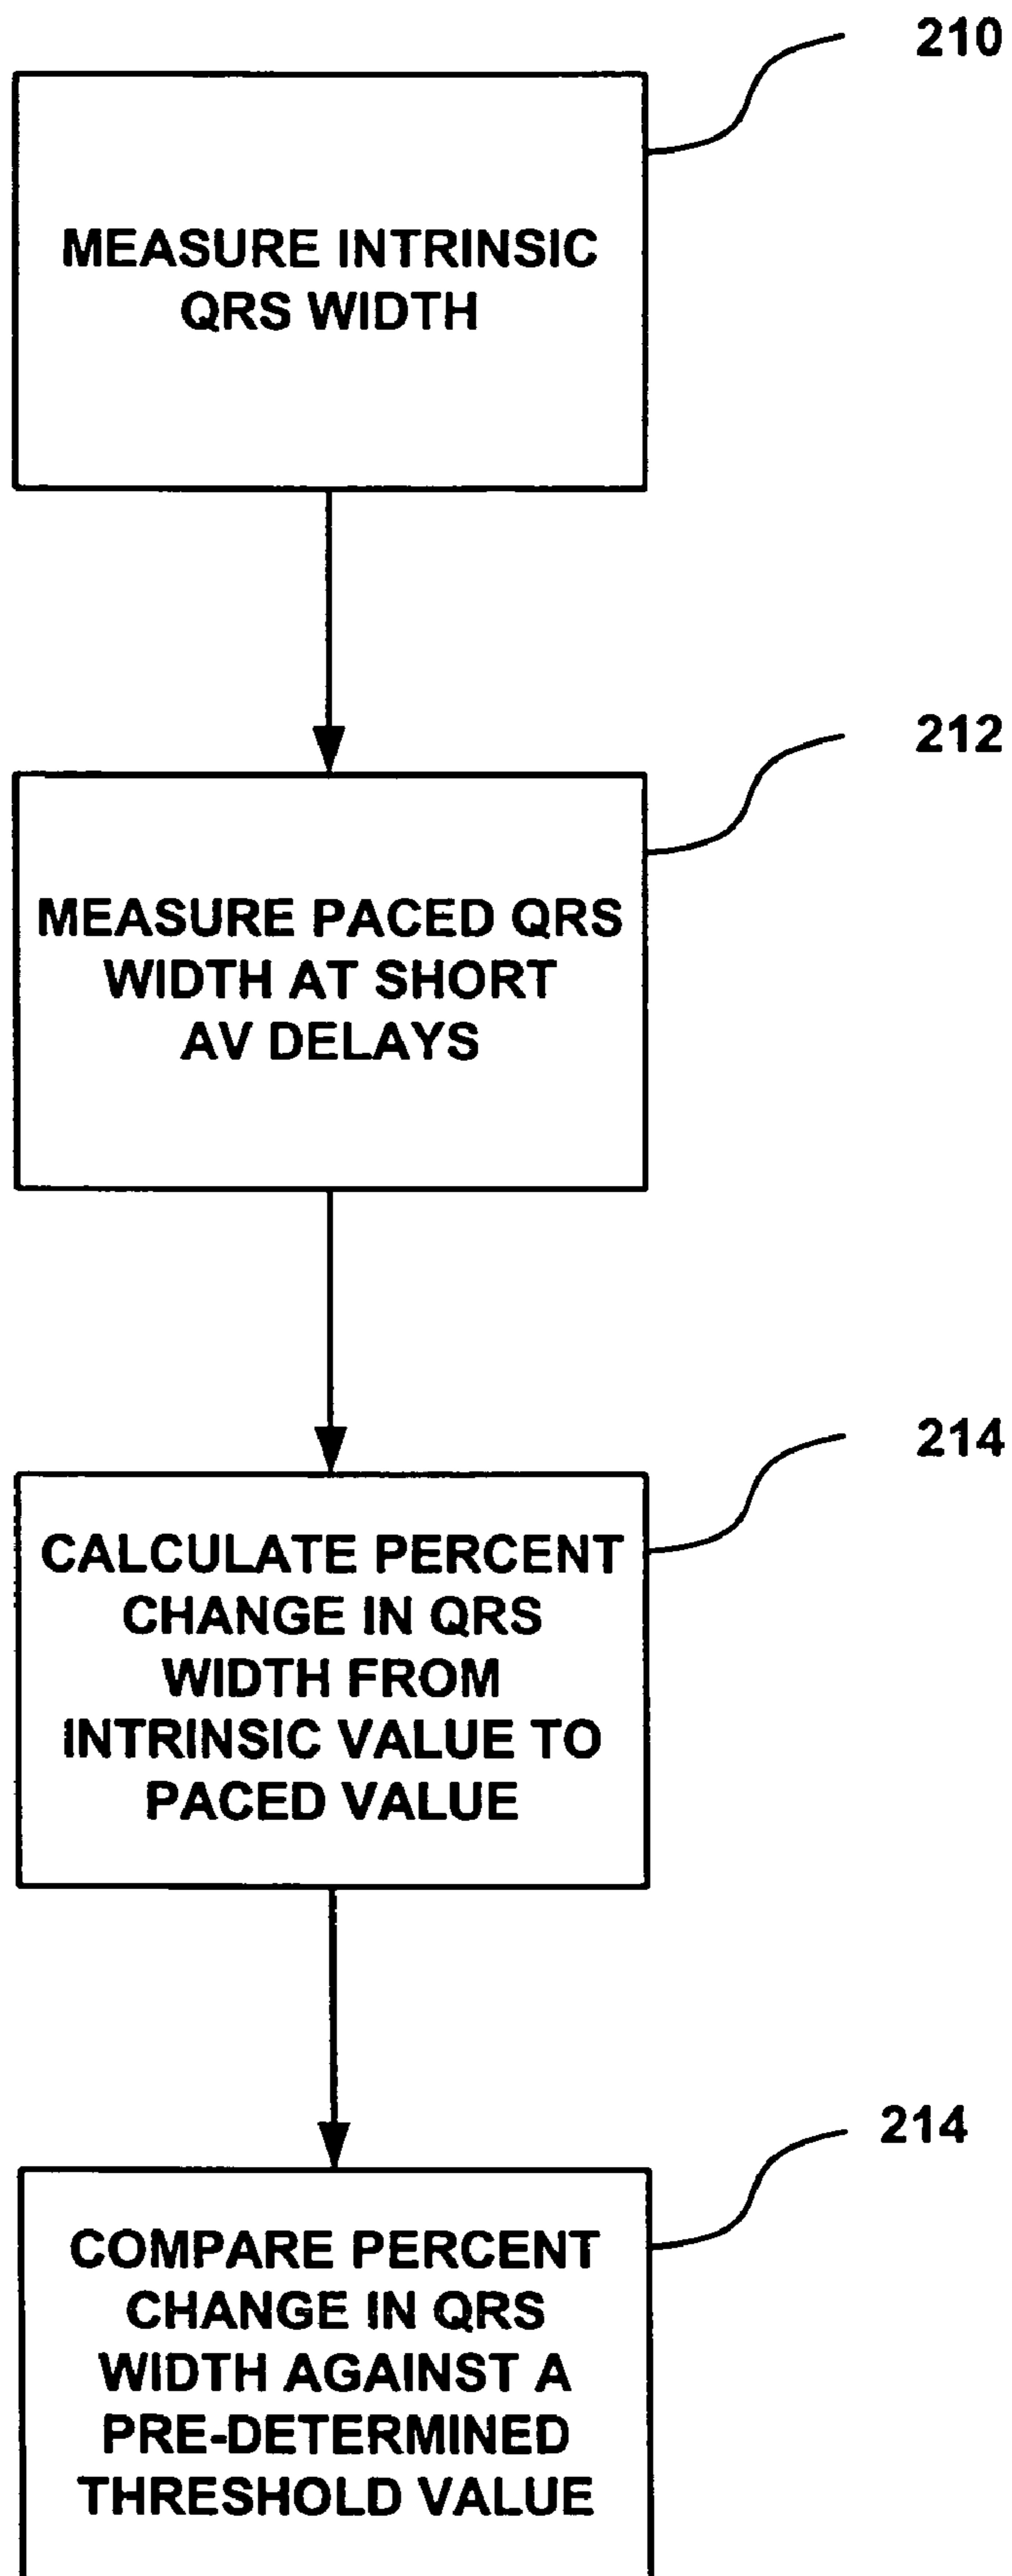 210
MEASURE INTRINSIC
QRS WIDTH
212
MEASURE PACED QRS
WIDTH AT SHORT
AV DELAYS
214
CALCULATE PERCENT
CHANGE IN QRS
WIDTH FROM
INTRINSIC VALUE TO
PACED VALUE
214
COMPARE PERCENT
CHANGE IN QRS
WIDTH AGAINST A
PRE-DETERMINED
THRESHOLD VALUE